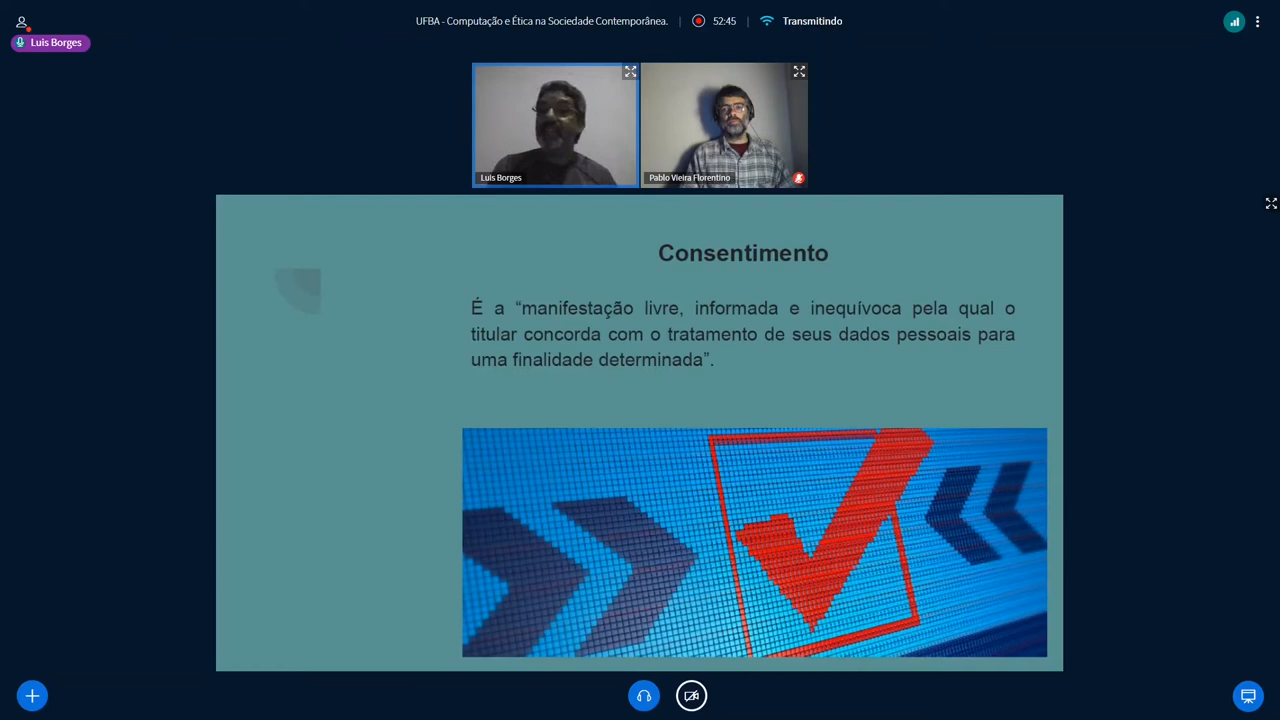 UFBA - Computação e Ética na Sociedade Contemporânea.
52:45
Transmitindo
Luis Borges
Luis Borges
Pablo Vieira Florentino
Consentimento
É a “manifestação livre, informada e inequívoca pela qual o
titular concorda com o tratamento de seus dados pessoais para
uma finalidade determinada”.